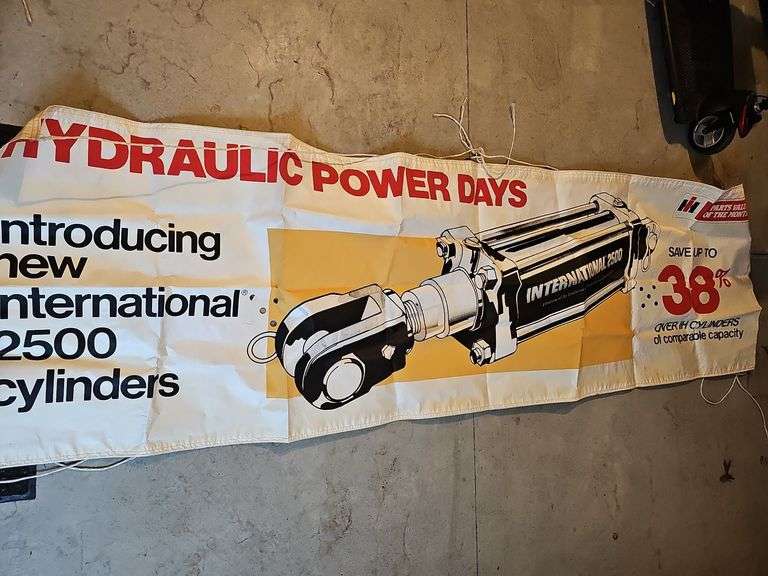 HYDRAULIC POWER DAYS
introducing
new
international®
2500
cylinders
INTERNATIONAL 2500
IH PARTS VALUE
OF THE MONTH
SAVE UP TO
38%
OVER IH CYLINDERS
of comparable capacity